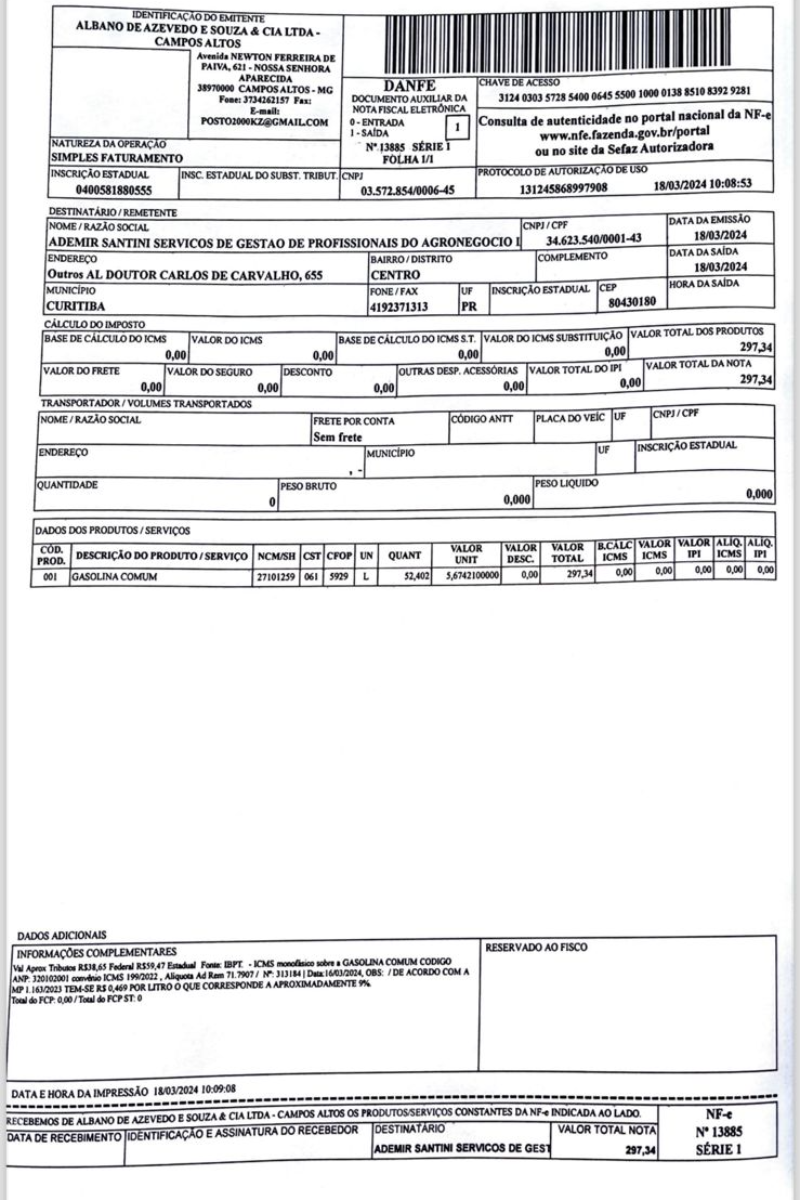 IDENTIFICAÇÃO DO EMITENTE
ALBANO DE AZEVEDO E SOUZA & CIA LTDA -
CAMPOS ALTOS
Avenida NEWTON FERREIRA DE
PAIVA, 621 - NOSSA SENHORA
APARECIDA
38970000 CAMPOS ALTOS - MG
Fone: 3734262157 Fax:
E-mail:
POSTO2000KZ@GMAIL.COM
DANFE
DOCUMENTO AUXILIAR DA
NOTA FISCAL ELETRÔNICA
0 - ENTRADA
1 - SAÍDA
1
Nº 13885 SÉRIE 1
FOLHA 1/1
CHAVE DE ACESSO
3124 0303 5728 5400 0645 5500 1000 0138 8510 8392 9281
Consulta de autenticidade no portal nacional da NF-e
www.nfe.fazenda.gov.br/portal
ou no site da Sefaz Autorizadora
NATUREZA DA OPERAÇÃO
SIMPLES FATURAMENTO
PROTOCOLO DE AUTORIZAÇÃO DE USO
131245868997908 18/03/2024 10:08:53
INSCRIÇÃO ESTADUAL INSC. ESTADUAL DO SUBST. TRIBUT. CNPJ
0400581880555 03.572.854/0006-45
DESTINATÁRIO / REMETENTE
NOME / RAZÃO SOCIAL CNPJ / CPF DATA DA EMISSÃO
ADEMIR SANTINI SERVICOS DE GESTAO DE PROFISSIONAIS DO AGRONEGOCIO L 34.623.540/0001-43 18/03/2024
ENDEREÇO BAIRRO / DISTRITO COMPLEMENTO DATA DA SAÍDA
Outros AL DOUTOR CARLOS DE CARVALHO, 655 CENTRO 18/03/2024
MUNICÍPIO FONE / FAX UF INSCRIÇÃO ESTADUAL CEP HORA DA SAÍDA
CURITIBA 4192371313 PR 80430180
CÁLCULO DO IMPOSTO
BASE DE CÁLCULO DO ICMS VALOR DO ICMS BASE DE CÁLCULO DO ICMS S.T. VALOR DO ICMS SUBSTITUIÇÃO VALOR TOTAL DOS PRODUTOS
0,00 0,00 0,00 0,00 297,34
VALOR DO FRETE VALOR DO SEGURO DESCONTO OUTRAS DESP. ACESSÓRIAS VALOR TOTAL DO IPI VALOR TOTAL DA NOTA
0,00 0,00 0,00 0,00 0,00 297,34
TRANSPORTADOR / VOLUMES TRANSPORTADOS
NOME / RAZÃO SOCIAL FRETE POR CONTA CÓDIGO ANTT PLACA DO VEÍC UF CNPJ / CPF
Sem frete
ENDEREÇO MUNICÍPIO UF INSCRIÇÃO ESTADUAL
, -
QUANTIDADE PESO BRUTO PESO LIQUIDO
0 0,000 0,000
DADOS DOS PRODUTOS / SERVIÇOS
CÓD. PROD. DESCRIÇÃO DO PRODUTO / SERVIÇO NCM/SH CST CFOP UN QUANT VALOR UNIT VALOR DESC. VALOR TOTAL B.CÁLC ICMS VALOR ICMS VALOR IPI ALÍQ. ICMS ALÍQ. IPI
001 GASOLINA COMUM 27101259 061 5929 L 52,402 5,6742100000 0,00 297,34 0,00 0,00 0,00 0,00 0,00
DADOS ADICIONAIS
INFORMAÇÕES COMPLEMENTARES RESERVADO AO FISCO
Val Aprox Tributos R$38,65 Federal R$59,47 Estadual Fonte: IBPT. - ICMS monofásico sobre a GASOLINA COMUM CODIGO
ANP: 320102001 convênio ICMS 199/2022 , Alíquota Ad Rem 71.7907 / Nº: 313184 | Data:16/03/2024, OBS: / DE ACORDO COM A
MP 1.163/2023 TEM-SE R$ 0,469 POR LITRO O QUE CORRESPONDE A APROXIMADAMENTE 9%
Total do FCP: 0,00 / Total do FCP ST: 0
DATA E HORA DA IMPRESSÃO 18/03/2024 10:09:08
RECEBEMOS DE ALBANO DE AZEVEDO E SOUZA & CIA LTDA - CAMPOS ALTOS OS PRODUTOS/SERVIÇOS CONSTANTES DA NF-e INDICADA AO LADO.
DATA DE RECEBIMENTO IDENTIFICAÇÃO E ASSINATURA DO RECEBEDOR DESTINATÁRIO VALOR TOTAL NOTA
ADEMIR SANTINI SERVICOS DE GEST 297,34
NF-e
Nº 13885
SÉRIE 1